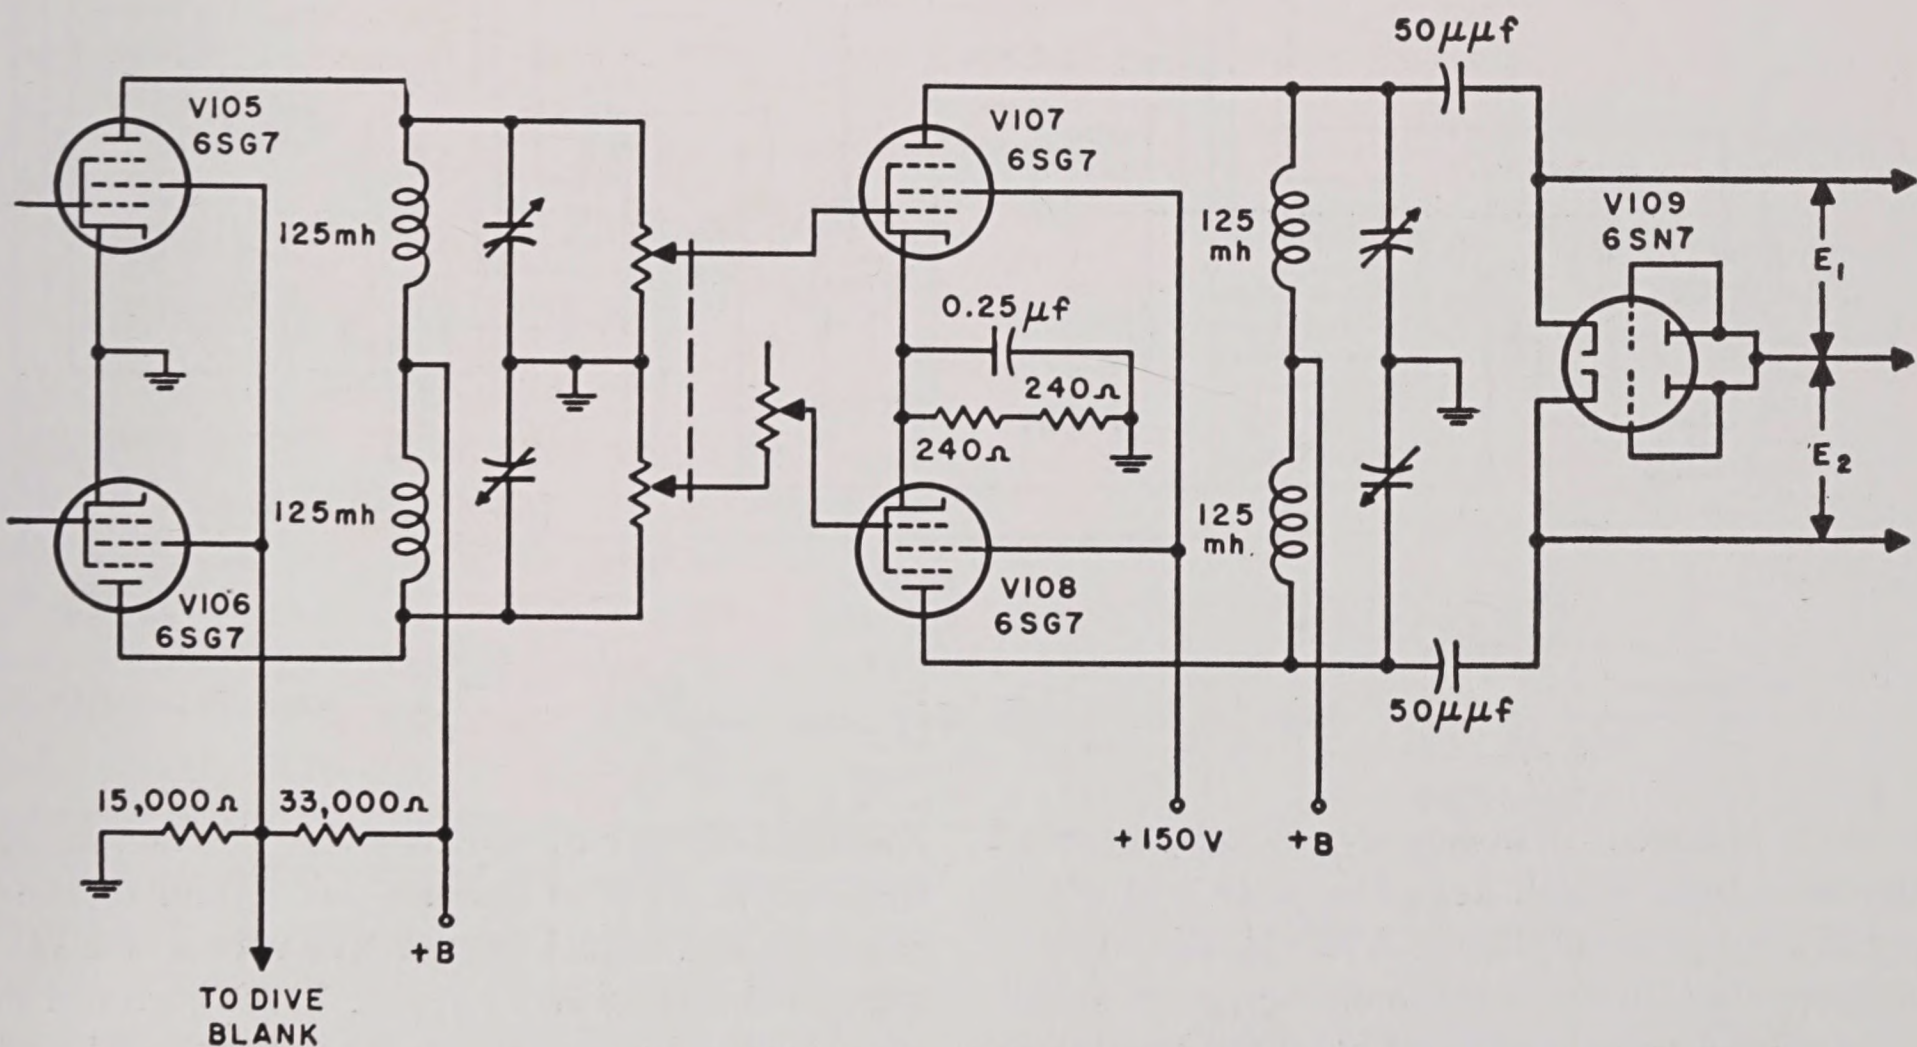 50μμf
V105
6SG7
V107
6SG7
125mh
125
mh
V109
6SN7
E₁
0.25μf
240Ω
240Ω
E₂
125mh
125
mh.
V106
6SG7
V108
6SG7
50μμf
15,000Ω
33,000Ω
+150V
+B
+B
TO DIVE
BLANK